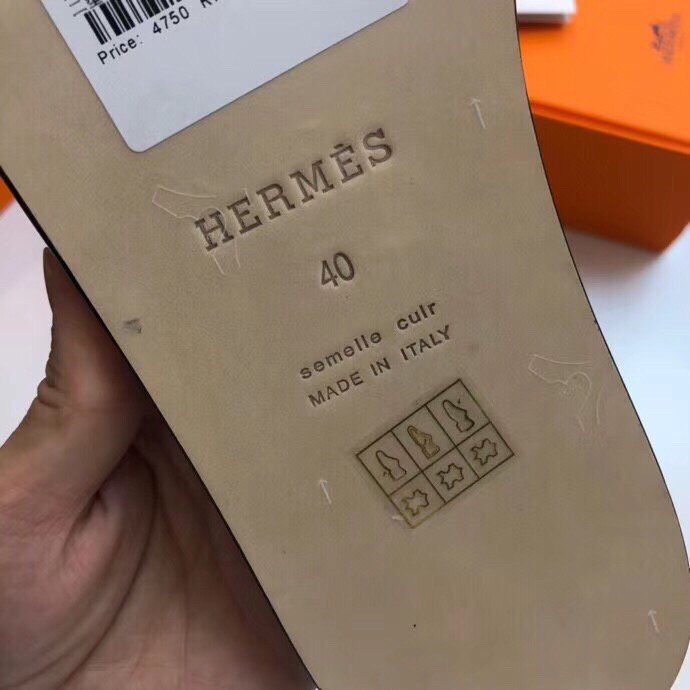 Price: 4750
HERMÈS
40
semelle cuir
MADE IN ITALY